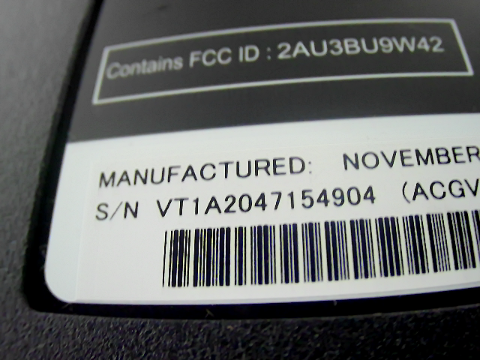 Contains FCC ID : 2AU3BU9W42
MANUFACTURED: NOVEMBER
S/N VT1A2047154904 (ACGV